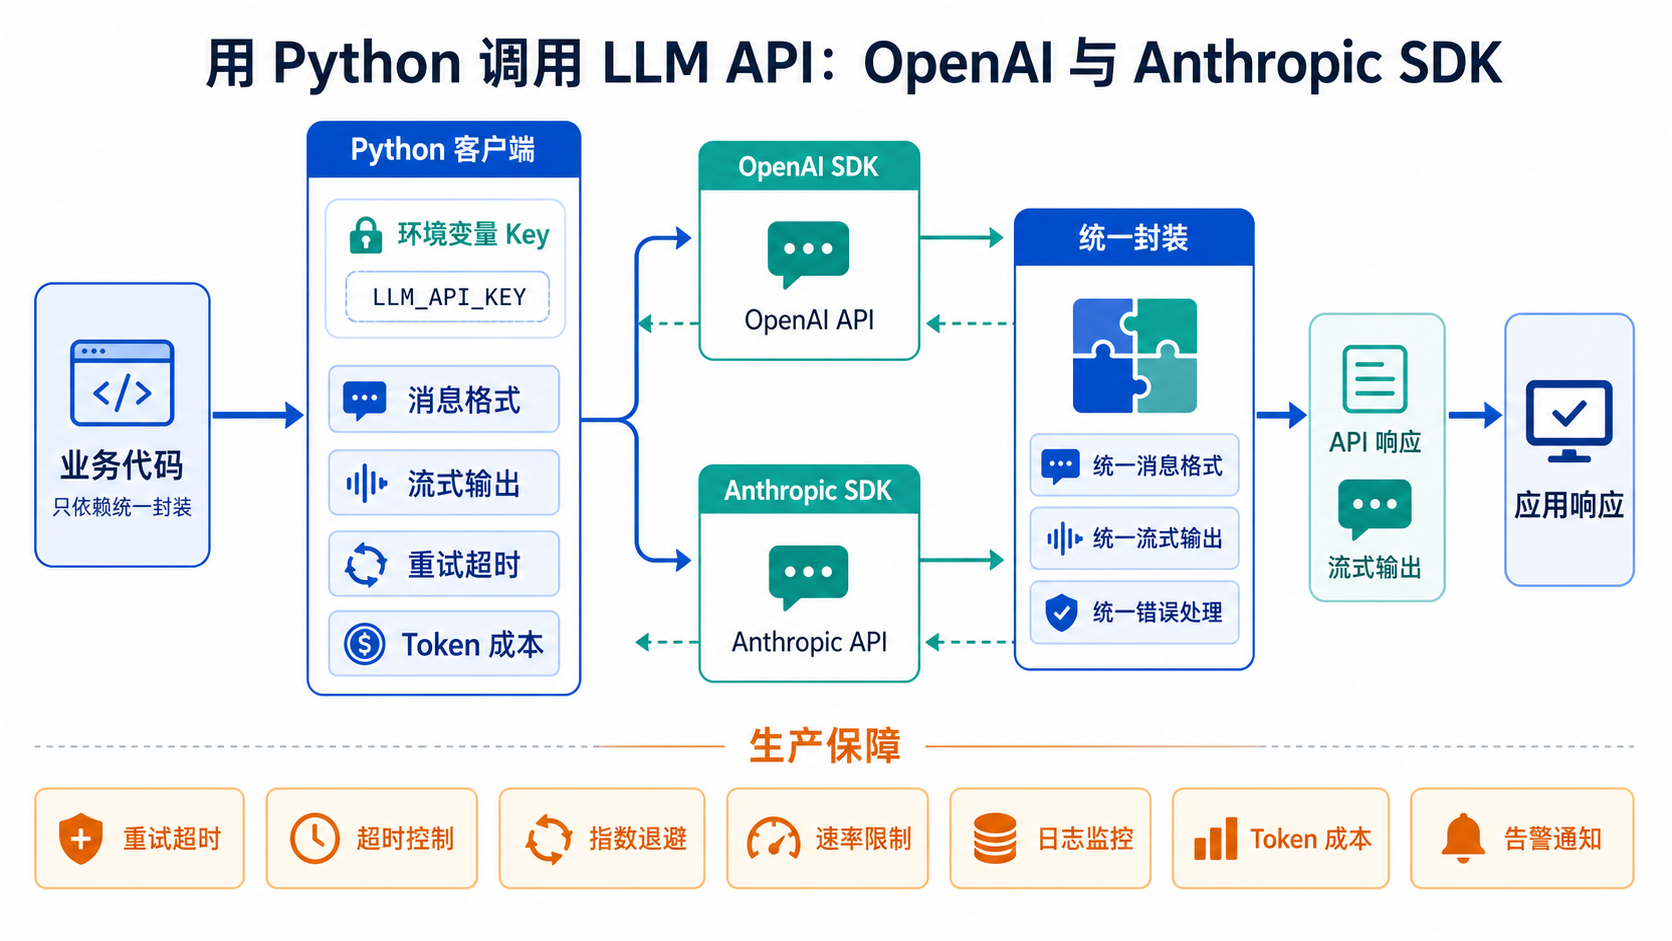 用 Python 调用 LLM API：OpenAI 与 Anthropic SDK
业务代码
只依赖统一封装
Python 客户端
环境变量 Key
LLM_API_KEY
消息格式
流式输出
重试超时
Token 成本
OpenAI SDK
OpenAI API
Anthropic SDK
Anthropic API
统一封装
统一消息格式
统一流式输出
统一错误处理
API 响应
流式输出
应用响应
生产保障
重试超时
超时控制
指数退避
速率限制
日志监控
Token 成本
告警通知